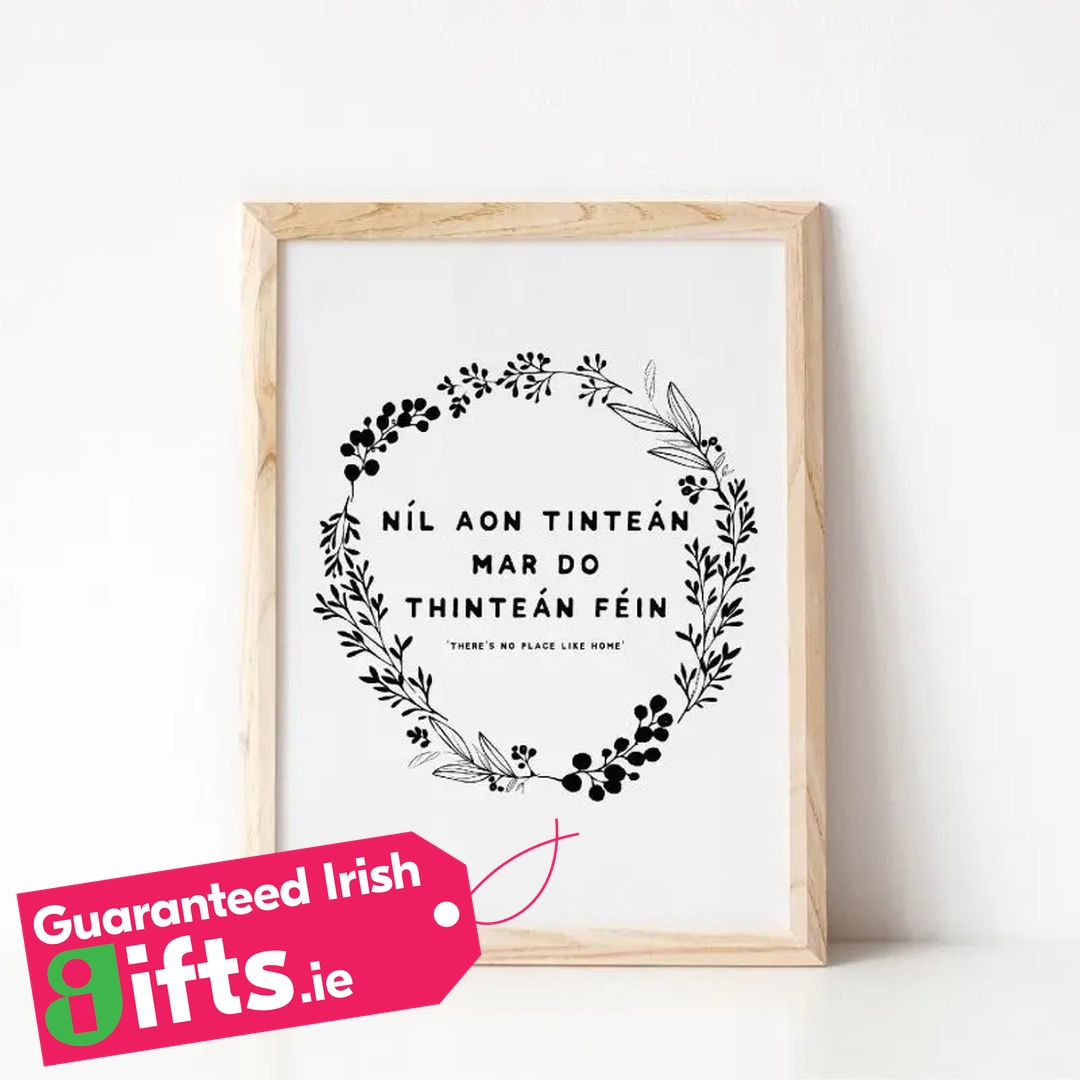 NÍL AON TINTEÁN
MAR DO
THINTEÁN FÉIN
'THERE'S NO PLACE LIKE HOME'
Guaranteed Irish
Gifts.ie